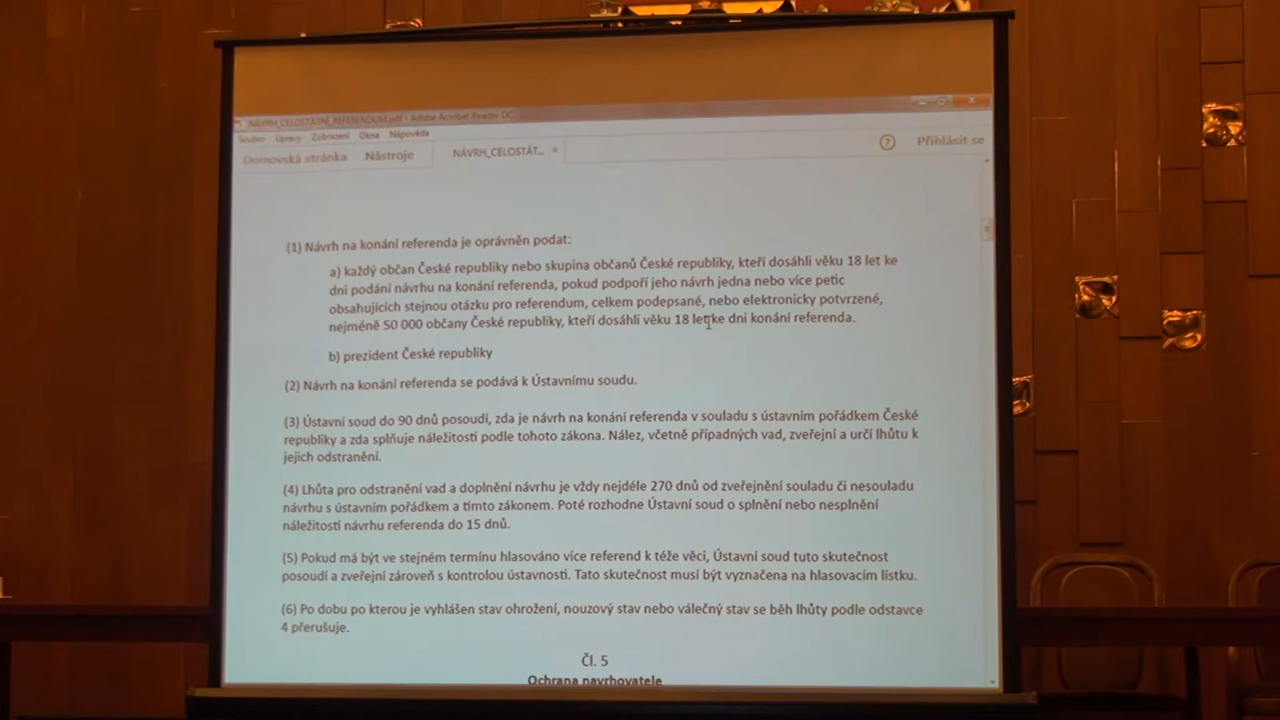 NÁVRH_CELOSTÁTNÍ_REFERENDUM.pdf - Adobe Acrobat Reader DC
Soubor Úpravy Zobrazení Okna Nápověda
Domovská stránka Nástroje NÁVRH_CELOSTÁT... × ? Přihlásit se
(1) Návrh na konání referenda je oprávněn podat:
a) každý občan České republiky nebo skupina občanů České republiky, kteří dosáhli věku 18 let ke
dni podání návrhu na konání referenda, pokud podpoří jeho návrh jedna nebo více petic
obsahujících stejnou otázku pro referendum, celkem podepsané, nebo elektronicky potvrzené,
nejméně 50 000 občany České republiky, kteří dosáhli věku 18 let ke dni konání referenda.
b) prezident České republiky
(2) Návrh na konání referenda se podává k Ústavnímu soudu.
(3) Ústavní soud do 90 dnů posoudí, zda je návrh na konání referenda v souladu s ústavním pořádkem České
republiky a zda splňuje náležitosti podle tohoto zákona. Nález, včetně případných vad, zveřejní a určí lhůtu k
jejich odstranění.
(4) Lhůta pro odstranění vad a doplnění návrhu je vždy nejdéle 270 dnů od zveřejnění souladu či nesouladu
návrhu s ústavním pořádkem a tímto zákonem. Poté rozhodne Ústavní soud o splnění nebo nesplnění
náležitostí návrhu referenda do 15 dnů.
(5) Pokud má být ve stejném termínu hlasováno více referend k téže věci, Ústavní soud tuto skutečnost
posoudí a zveřejní zároveň s kontrolou ústavnosti. Tato skutečnost musí být vyznačena na hlasovacím lístku.
(6) Po dobu po kterou je vyhlášen stav ohrožení, nouzový stav nebo válečný stav se běh lhůty podle odstavce
4 přerušuje.
Čl. 5
Ochrana navrhovatele